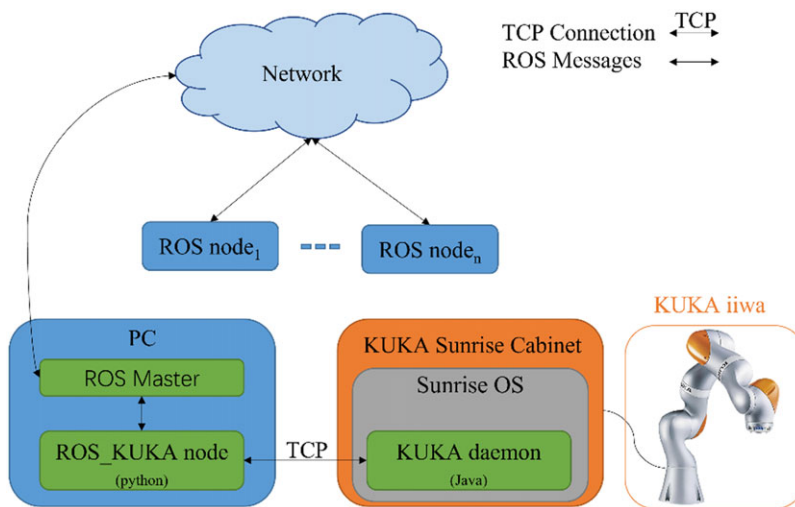 TCP Connection TCP
ROS Messages
Network
ROS node1 ROS noden
KUKA iiwa
PC
KUKA Sunrise Cabinet
ROS Master
Sunrise OS
ROS_KUKA node
(python)
TCP
KUKA daemon
(Java)